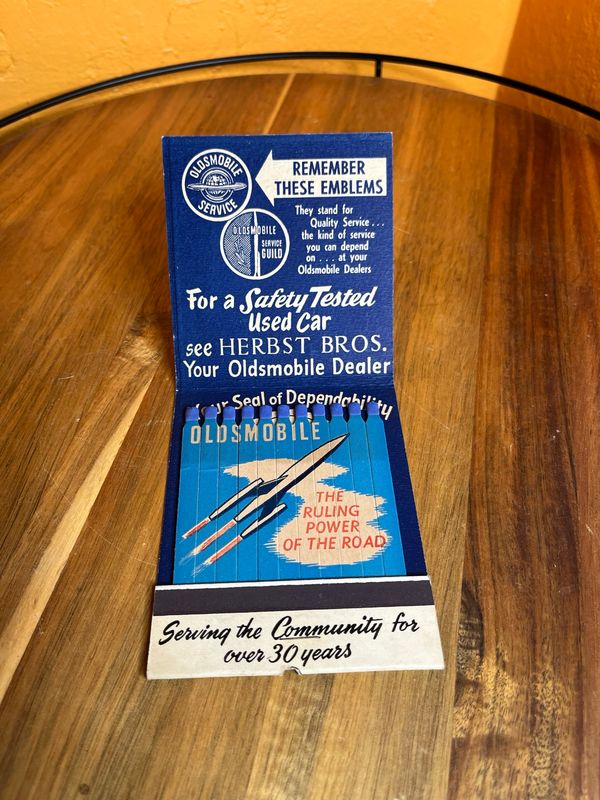 OLDSMOBILE
SERVICE
REMEMBER
THESE EMBLEMS
OLDSMOBILE
SERVICE
GUILD
They stand for
Quality Service...
the kind of service
you can depend
on... at your
Oldsmobile Dealers
For a Safety Tested
Used Car
see HERBST BROS.
Your Oldsmobile Dealer
Your Seal of Dependability
OLDSMOBILE
THE
RULING
POWER
OF THE ROAD
Serving the Community for
over 30 years